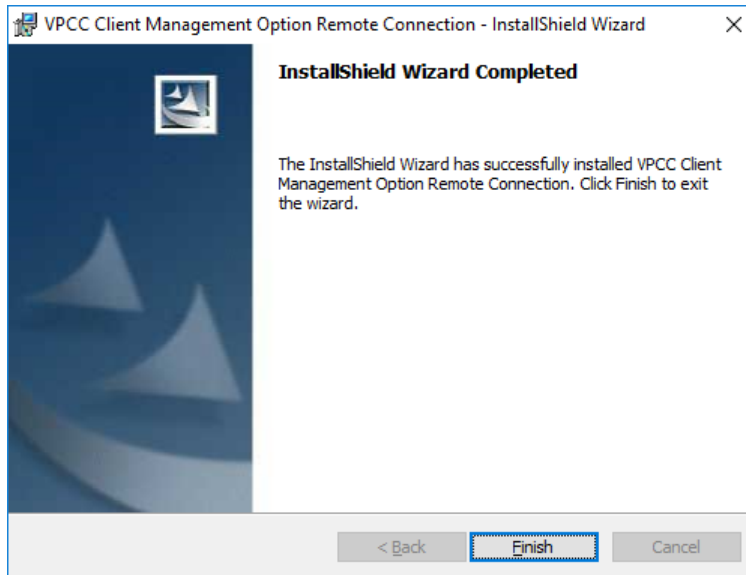 VPCC Client Management Option Remote Connection - InstallShield Wizard
InstallShield Wizard Completed
The InstallShield Wizard has successfully installed VPCC Client
Management Option Remote Connection. Click Finish to exit
the wizard.
< Back
Finish
Cancel